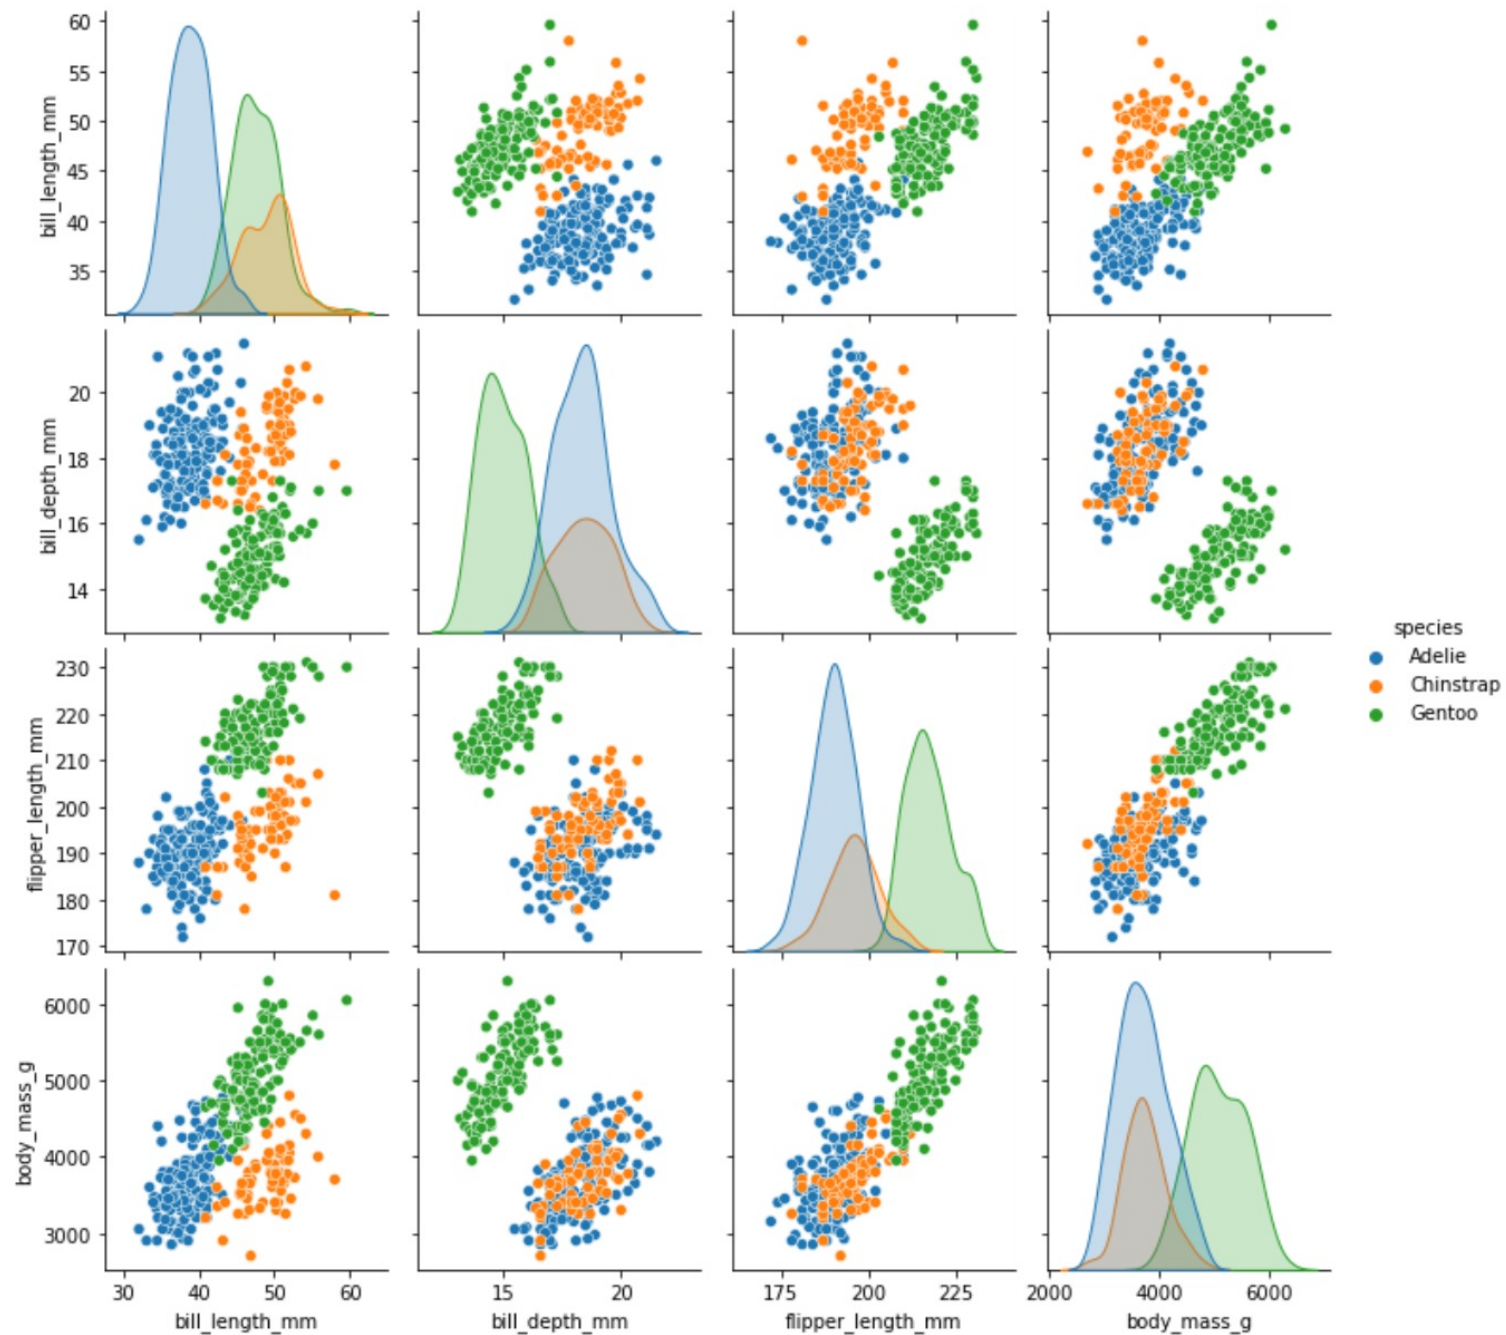 60
55
50
45
40
35
bill_length_mm
20
18
16
14
bill_depth_mm
species
Adelie
Chinstrap
Gentoo
230
220
210
200
190
180
170
flipper_length_mm
6000
5000
4000
3000
body_mass_g
30 40 50 60 15 20 175 200 225 2000 4000 6000
bill_length_mm bill_depth_mm flipper_length_mm body_mass_g